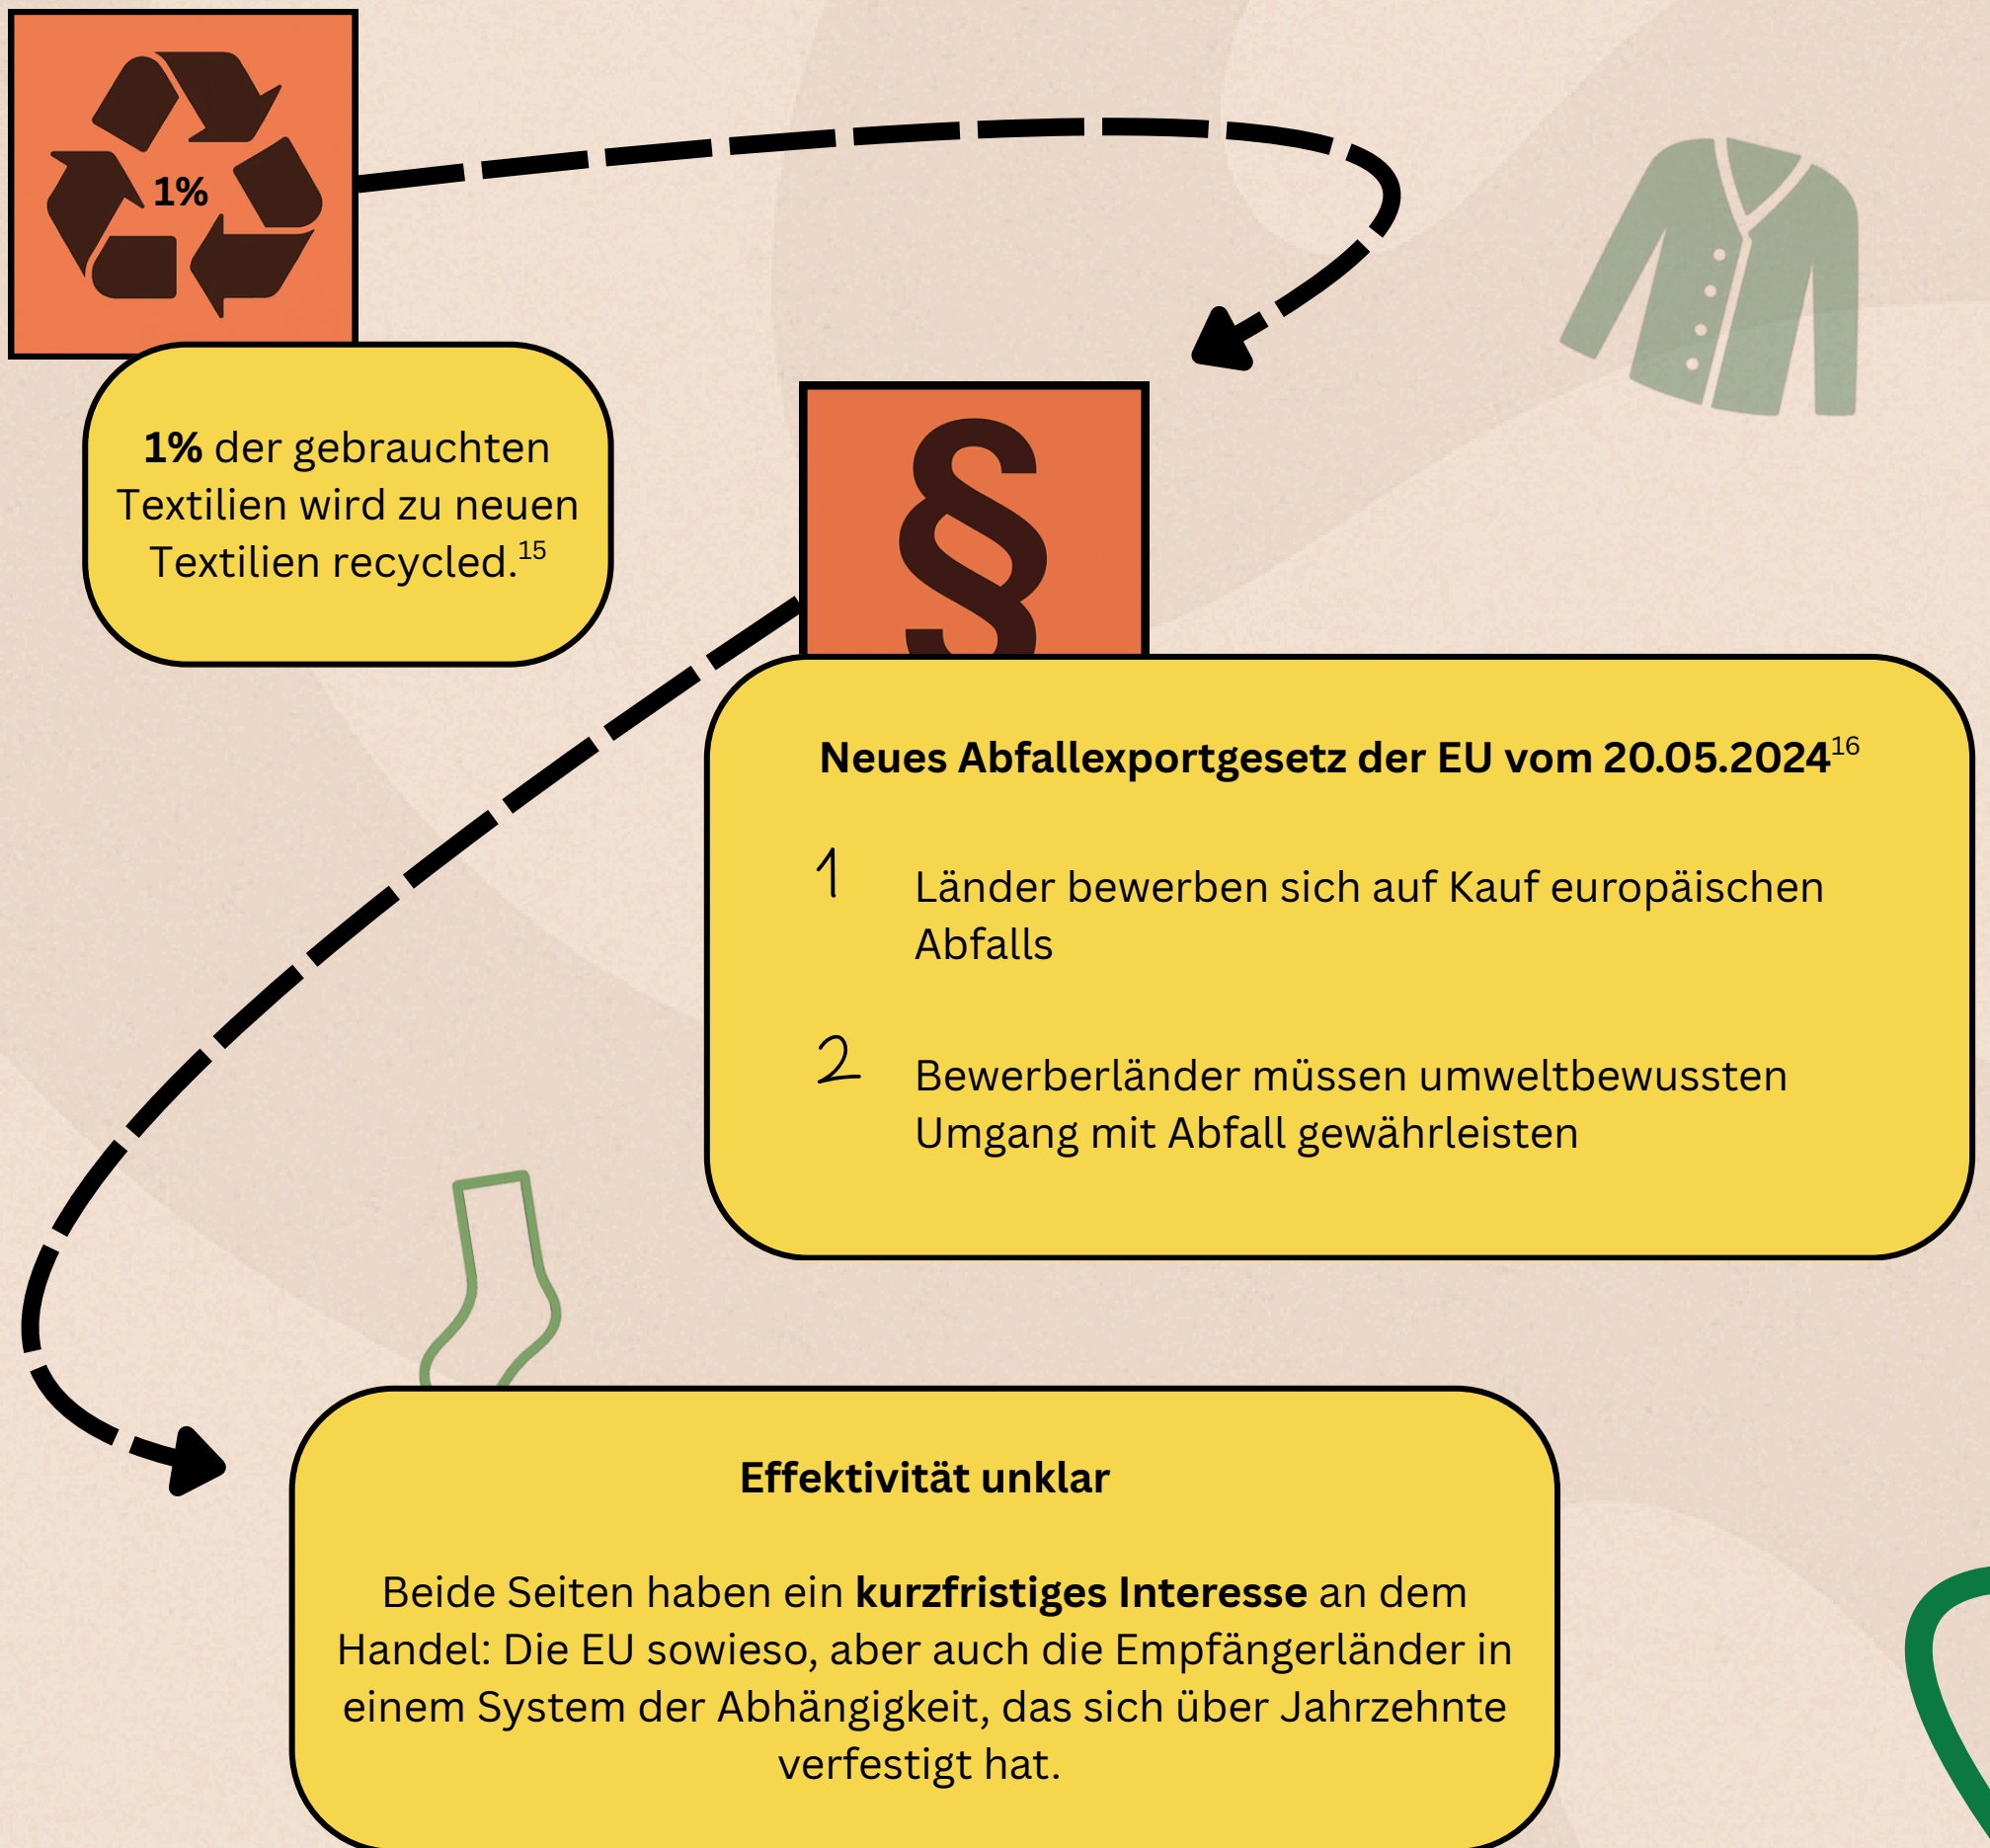 1%
1% der gebrauchten
Textilien wird zu neuen
Textilien recycled.15
§
Neues Abfallexportgesetz der EU vom 20.05.202416
1 Länder bewerben sich auf Kauf europäischen
Abfalls
2 Bewerberländer müssen umweltbewussten
Umgang mit Abfall gewährleisten
Effektivität unklar
Beide Seiten haben ein kurzfristiges Interesse an dem
Handel: Die EU sowieso, aber auch die Empfängerländer in
einem System der Abhängigkeit, das sich über Jahrzehnte
verfestigt hat.